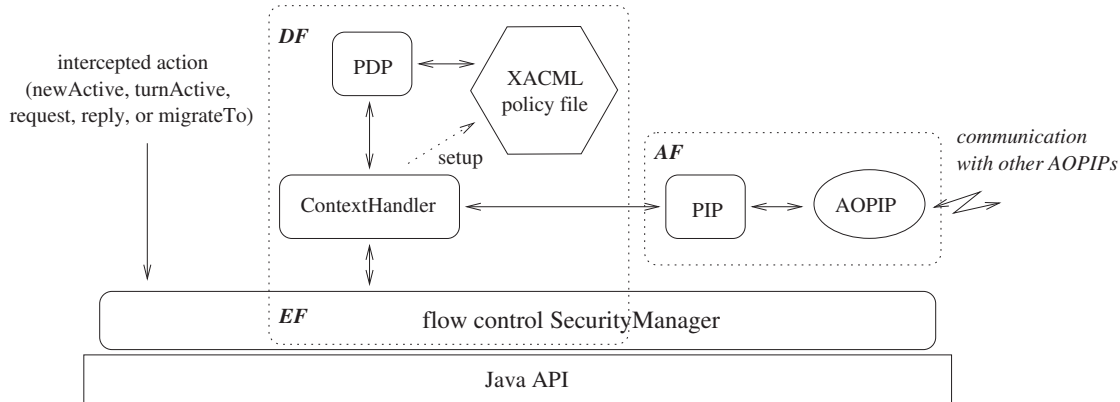 DF
intercepted action
(newActive, turnActive,
request, reply, or migrateTo)
PDP
XACML
policy file
setup
ContextHandler
AF
communication
with other AOPIPs
PIP
AOPIP
EF
flow control SecurityManager
Java API